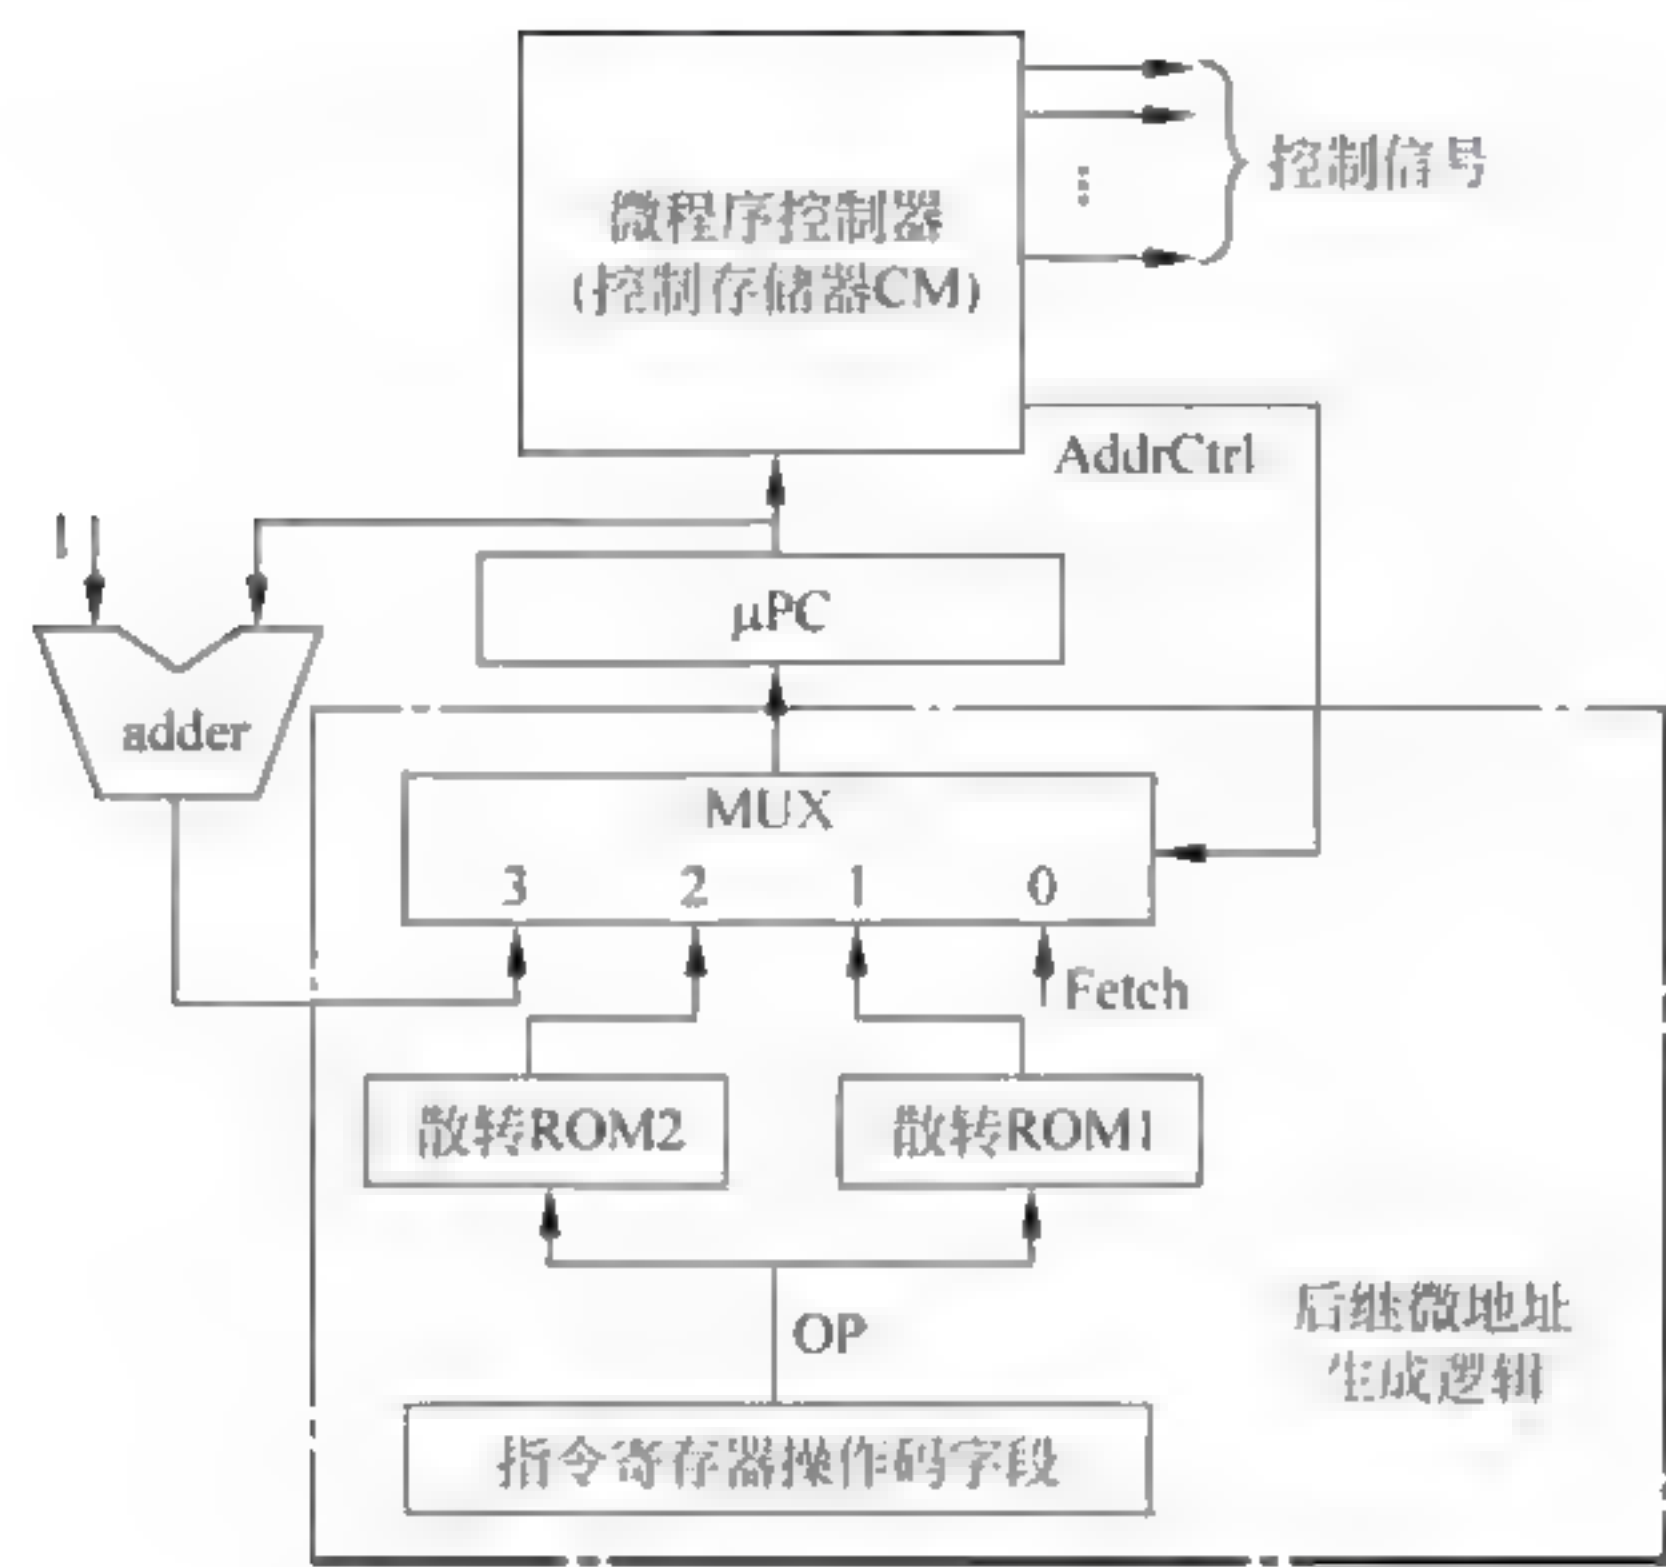 控制信号
微程序控制器
(控制存储器CM)
AddrCtrl
1
μPC
adder
MUX
3 2 1 0
Fetch
散转ROM2 散转ROM1
OP
后继微地址
生成逻辑
指令寄存器操作码字段